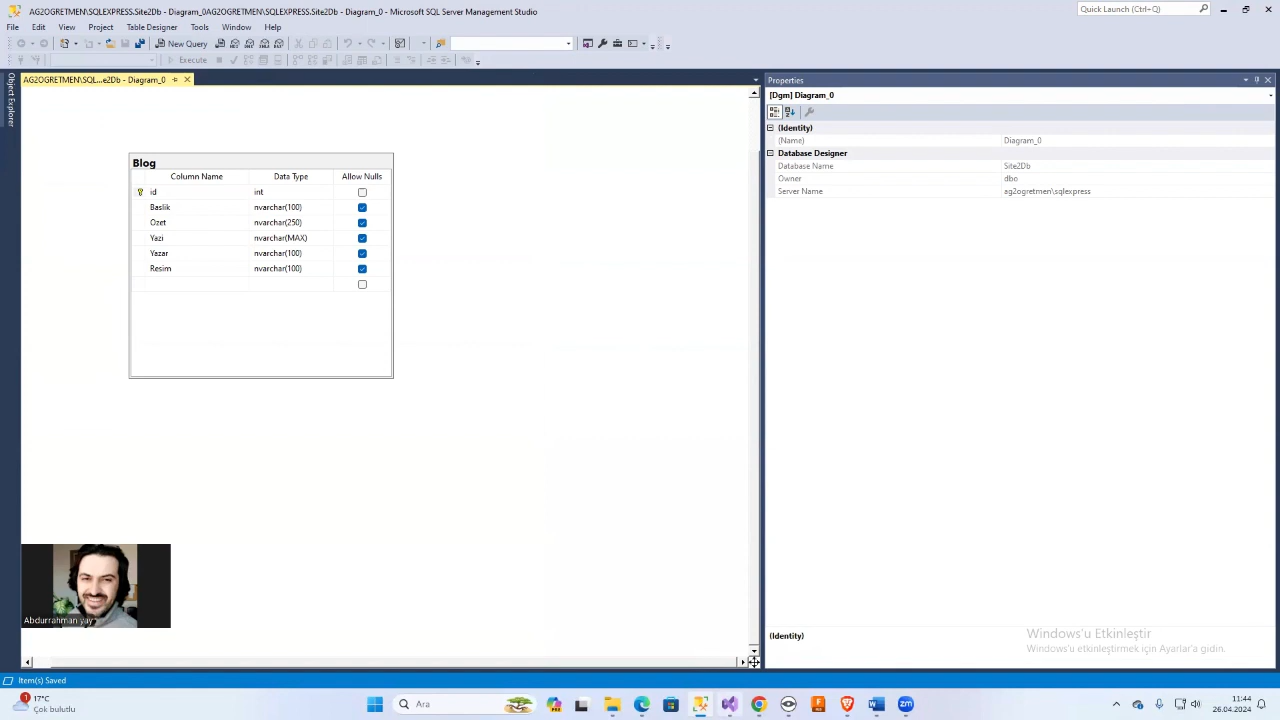 AG2OGRETMEN\SQLEXPRESS.Site2Db - Diagram_0AG2OGRETMEN\SQLEXPRESS.Site2Db - Diagram_0 - Microsoft SQL Server Management Studio
Quick Launch (Ctrl+Q)
File Edit View Project Table Designer Tools Window Help
New Query
Execute
Object Explorer
AG2OGRETMEN\SQL...e2Db - Diagram_0
Blog
Column Name Data Type Allow Nulls
id int
Baslik nvarchar(100)
Ozet nvarchar(250)
Yazi nvarchar(MAX)
Yazar nvarchar(100)
Resim nvarchar(100)
Abdurrahman yay
Properties
[Dgm] Diagram_0
(Identity)
(Name) Diagram_0
Database Designer
Database Name Site2Db
Owner dbo
Server Name ag2ogretmen\sqlexpress
(Identity)
Windows'u Etkinleştir
Windows'u etkinleştirmek için Ayarlar'a gidin.
Item(s) Saved
1
17°C
Çok bulutlu
Ara
zm
11:44
26.04.2024